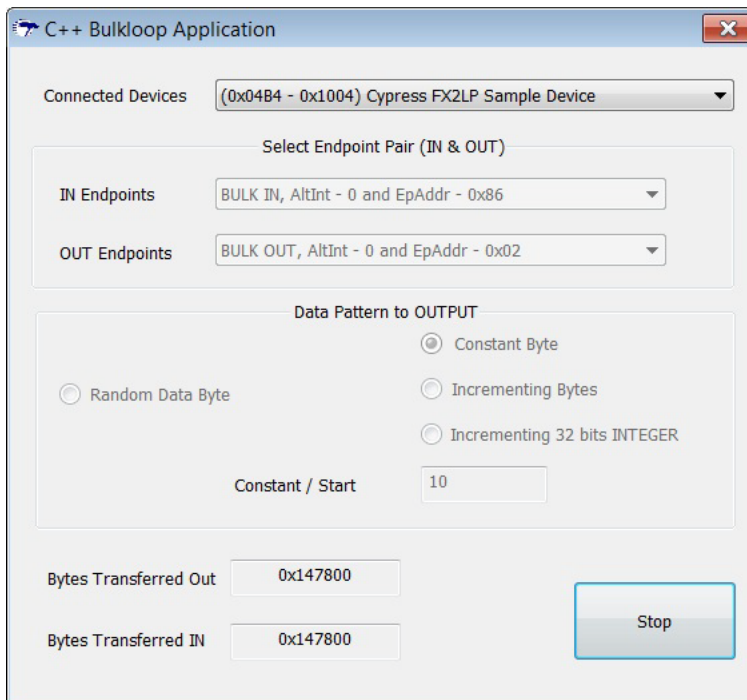 C++ Bulkloop Application
Connected Devices
(0x04B4 - 0x1004) Cypress FX2LP Sample Device
Select Endpoint Pair (IN & OUT)
IN Endpoints
BULK IN, AltInt - 0 and EpAddr - 0x86
OUT Endpoints
BULK OUT, AltInt - 0 and EpAddr - 0x02
Data Pattern to OUTPUT
Constant Byte
Random Data Byte
Incrementing Bytes
Incrementing 32 bits INTEGER
Constant / Start
10
Bytes Transferred Out
0x147800
Stop
Bytes Transferred IN
0x147800